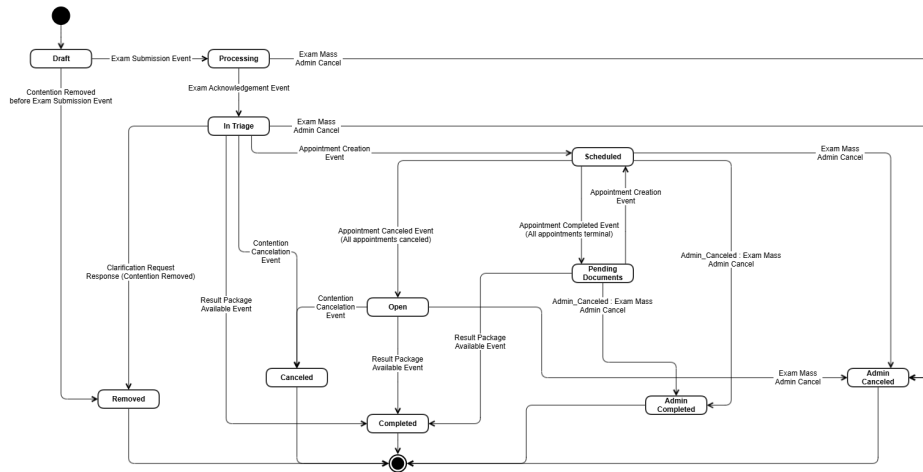 Exam Mass
Admin Cancel
Draft
Exam Submission Event
Processing
Contention Removed
before Exam Submission Event
Exam Acknowledgement Event
In Triage
Exam Mass
Admin Cancel
Appointment Creation
Event
Scheduled
Exam Mass
Admin Cancel
Appointment Creation
Event
Appointment Canceled Event
(All appointments canceled)
Appointment Completed Event
(All appointments terminal)
Contention
Cancelation
Event
Admin_Canceled : Exam Mass
Admin Cancel
Clarification Request
Response (Contention Removed)
Pending
Documents
Result Package
Available Event
Contention
Cancelation
Event
Open
Admin_Canceled : Exam Mass
Admin Cancel
Result Package
Available Event
Result Package
Available Event
Canceled
Exam Mass
Admin Cancel
Admin
Canceled
Removed
Admin
Completed
Completed